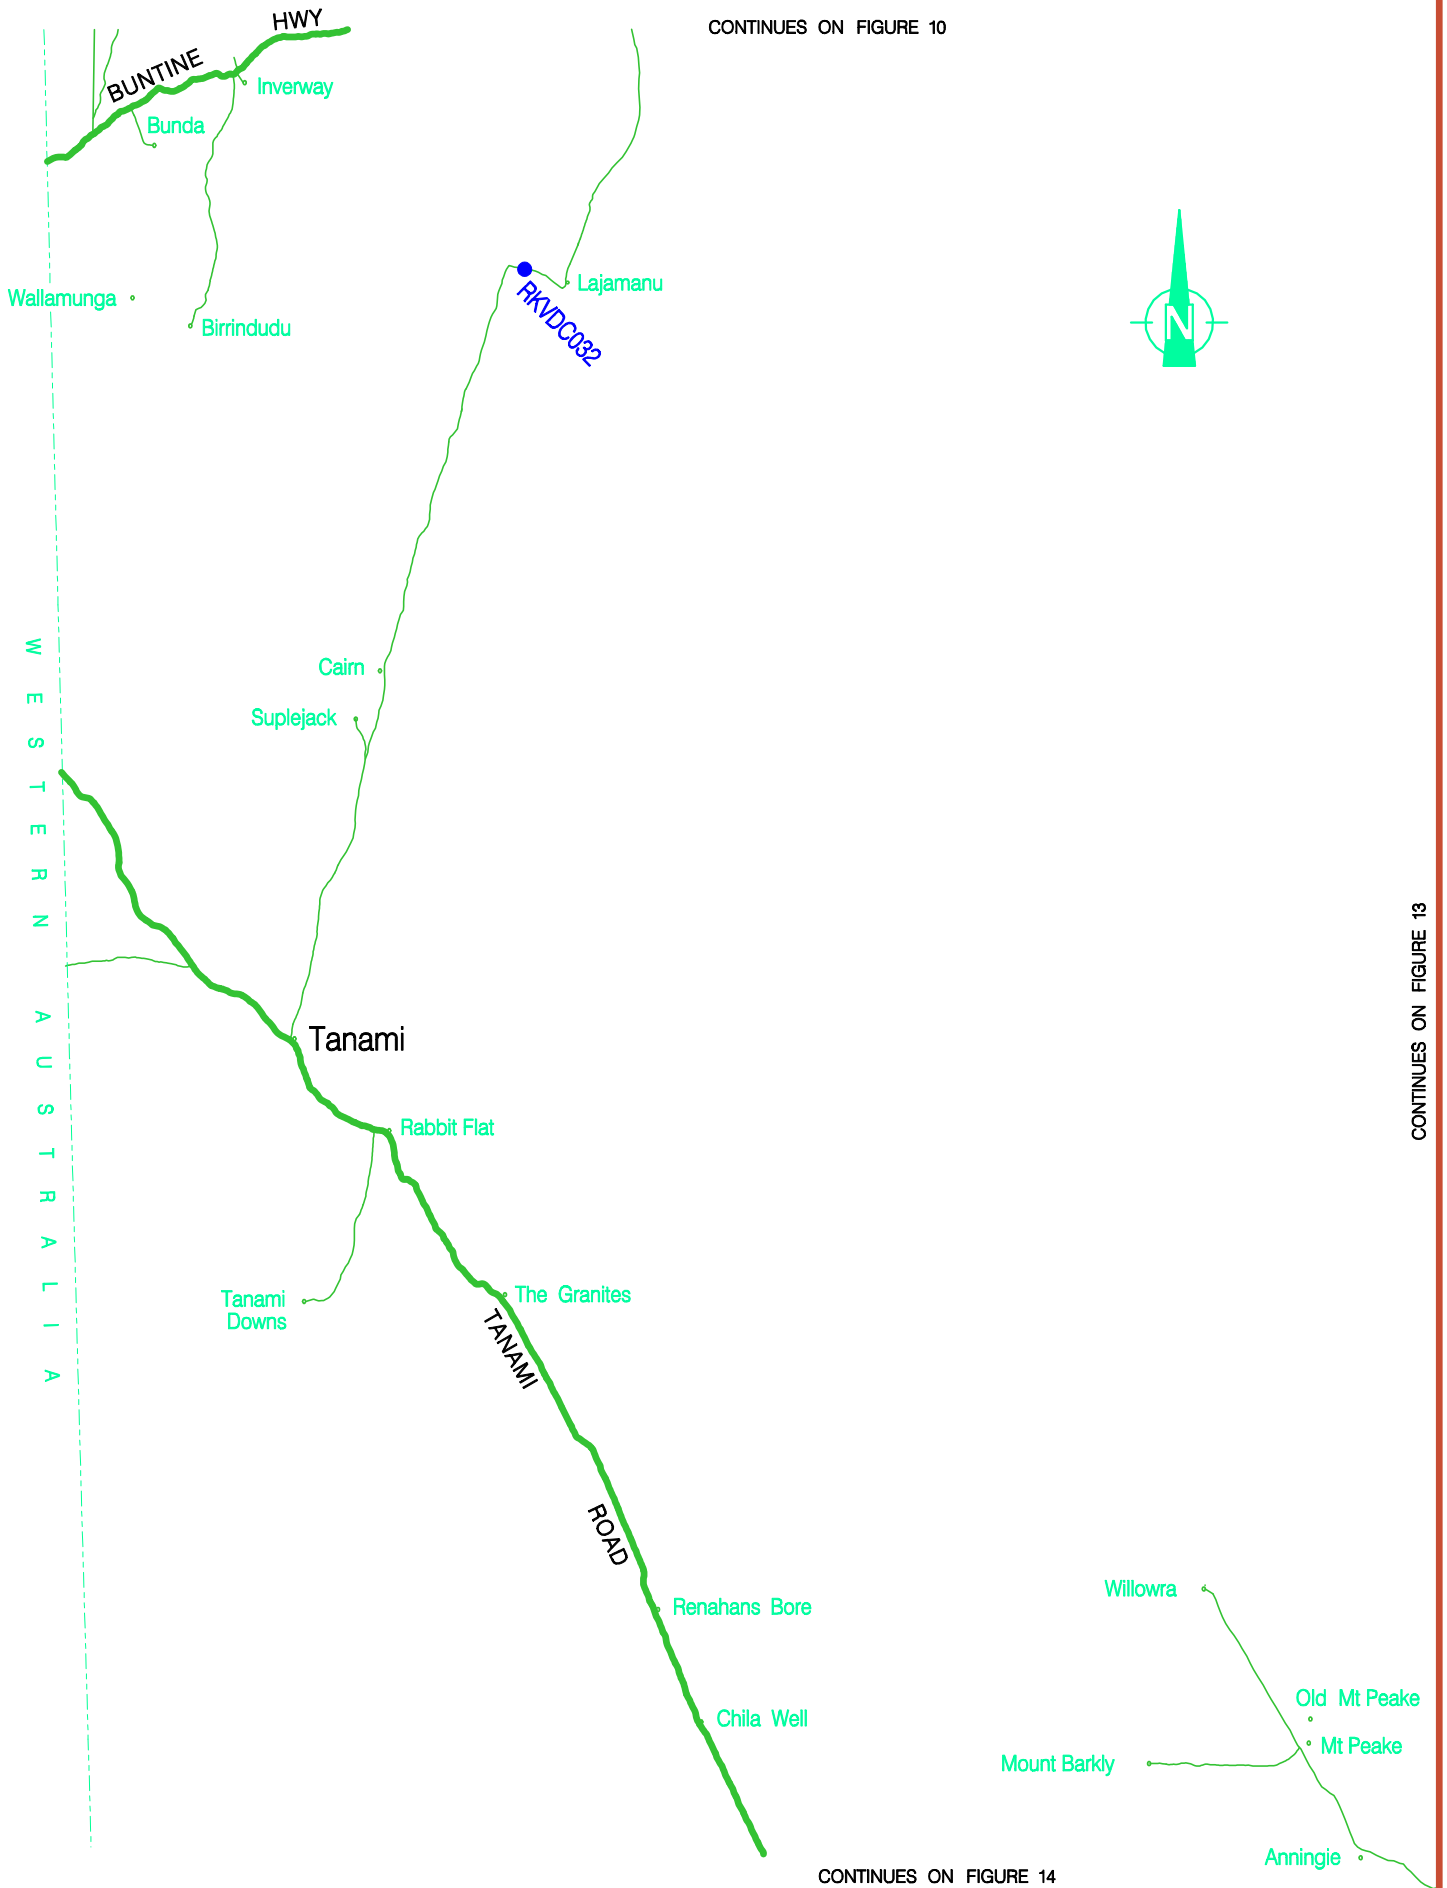 CONTINUES ON FIGURE 10
BUNTINE HWY
Inverway
Bunda
Lajamanu
Wallamunga
Birrindudu
RKVDC032
N
Cairn
Suplejack
WESTERN AUSTRALIA
CONTINUES ON FIGURE 13
Tanami
Rabbit Flat
The Granites
Tanami
Downs
TANAMI ROAD
Willowra
Renahans Bore
Old Mt Peake
Chila Well
Mt Peake
Mount Barkly
Anningie
CONTINUES ON FIGURE 14